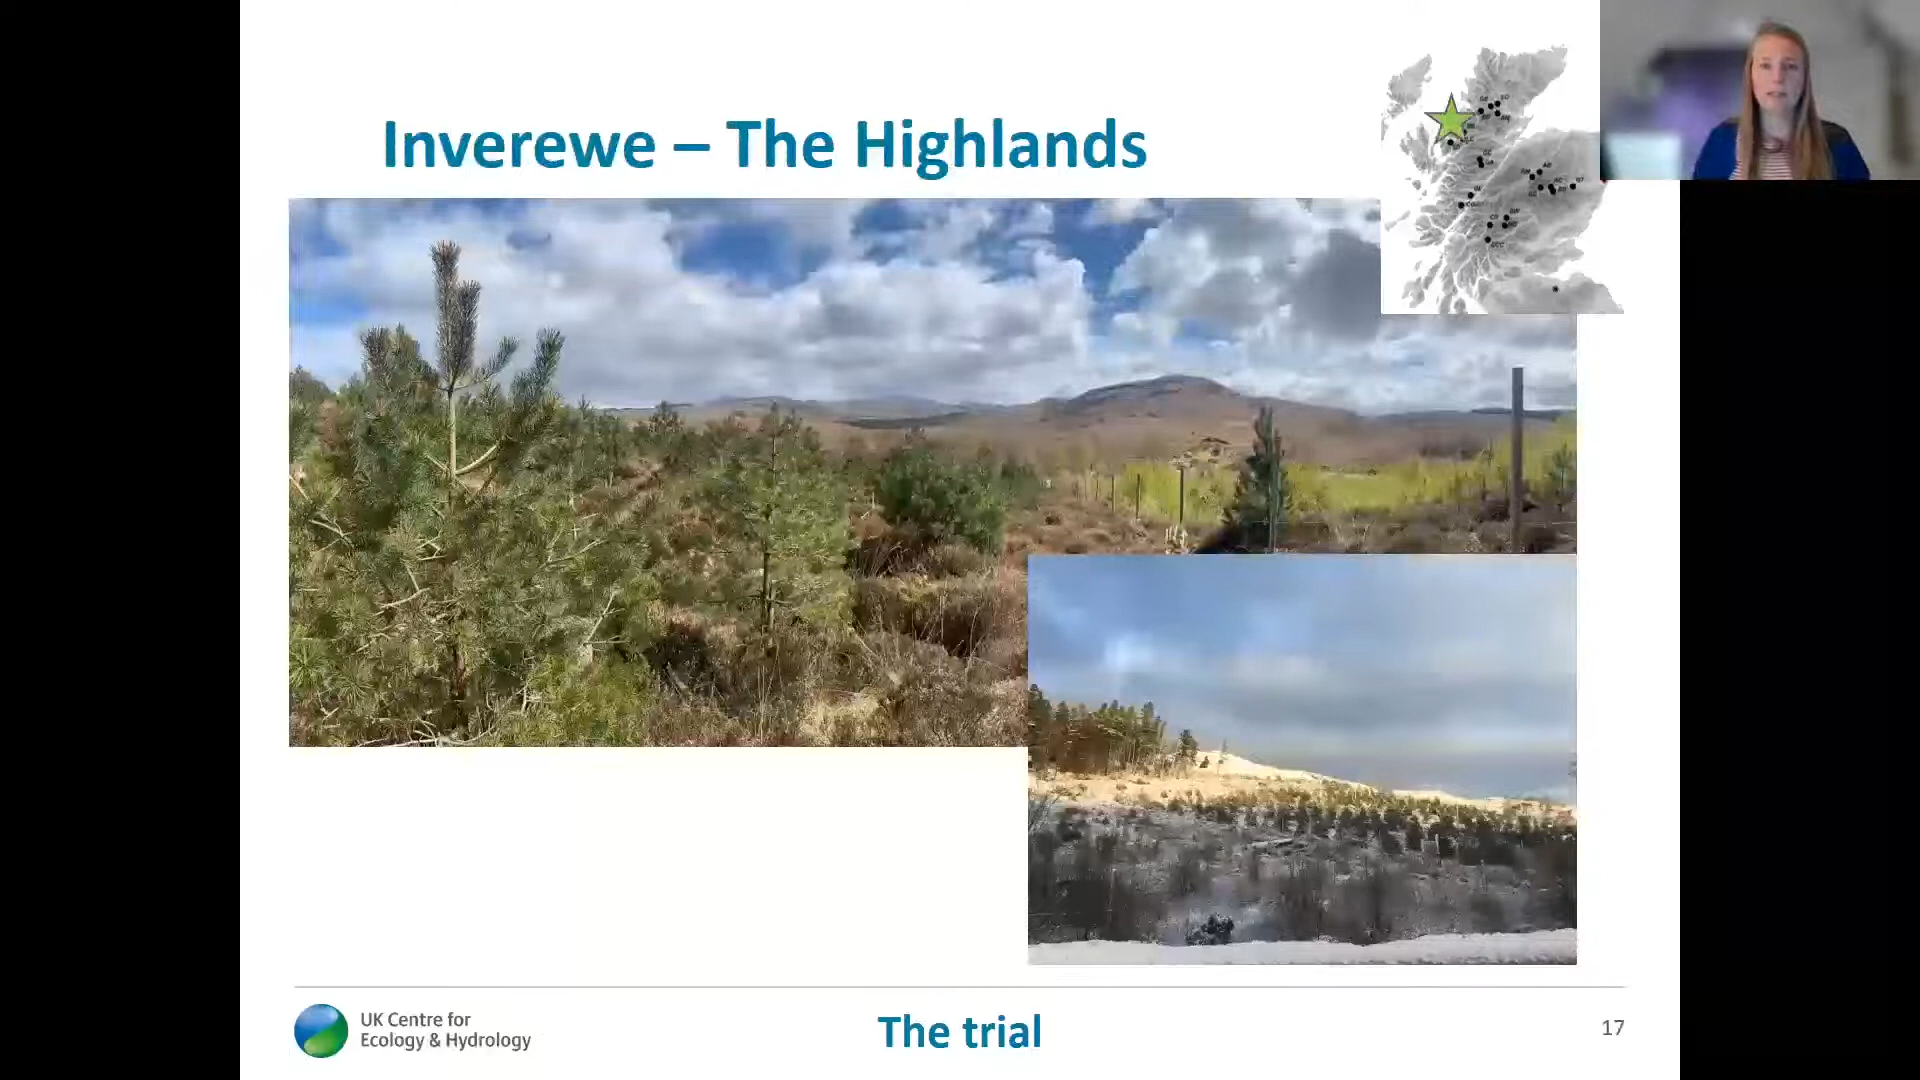 Inverewe – The Highlands
UK Centre for
Ecology & Hydrology
The trial
17